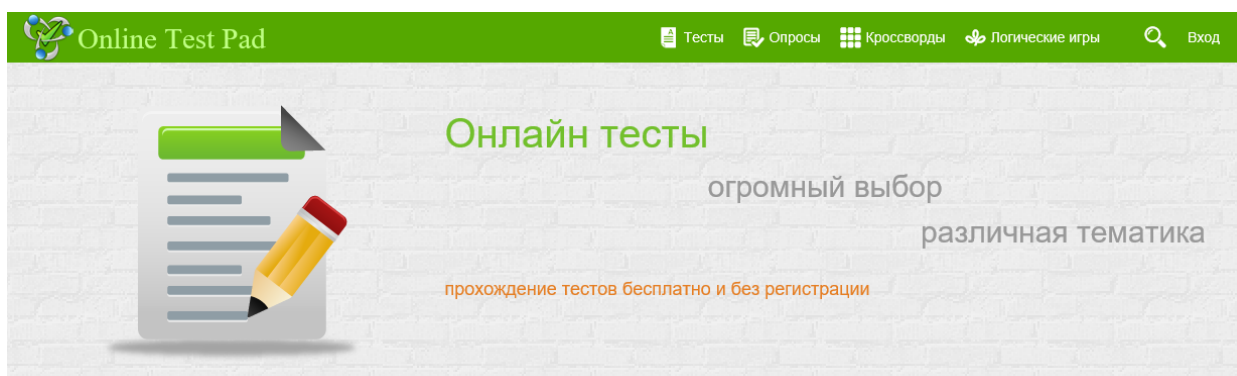 Online Test Pad
Тесты Опросы Кроссворды Логические игры Вход
Онлайн тесты
огромный выбор
различная тематика
прохождение тестов бесплатно и без регистрации